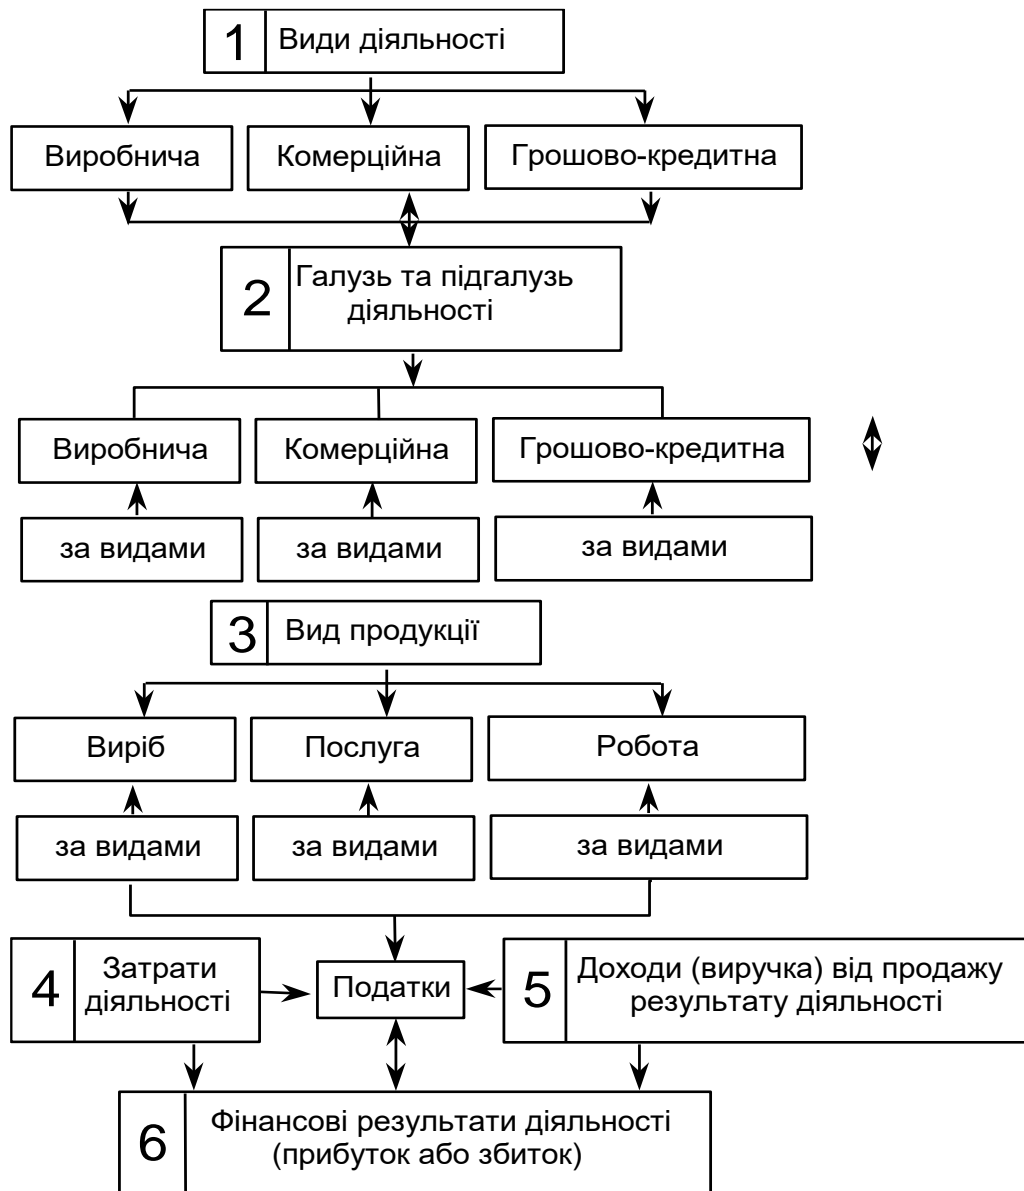 1 Види діяльності
Виробнича
Комерційна
Грошово-кредитна
2 Галузь та підгалузь
діяльності
Виробнича
Комерційна
Грошово-кредитна
за видами
за видами
за видами
3 Вид продукції
Виріб
Послуга
Робота
за видами
за видами
за видами
4 Затрати
діяльності
Податки
5 Доходи (виручка) від продажу
результату діяльності
6 Фінансові результати діяльності
(прибуток або збиток)